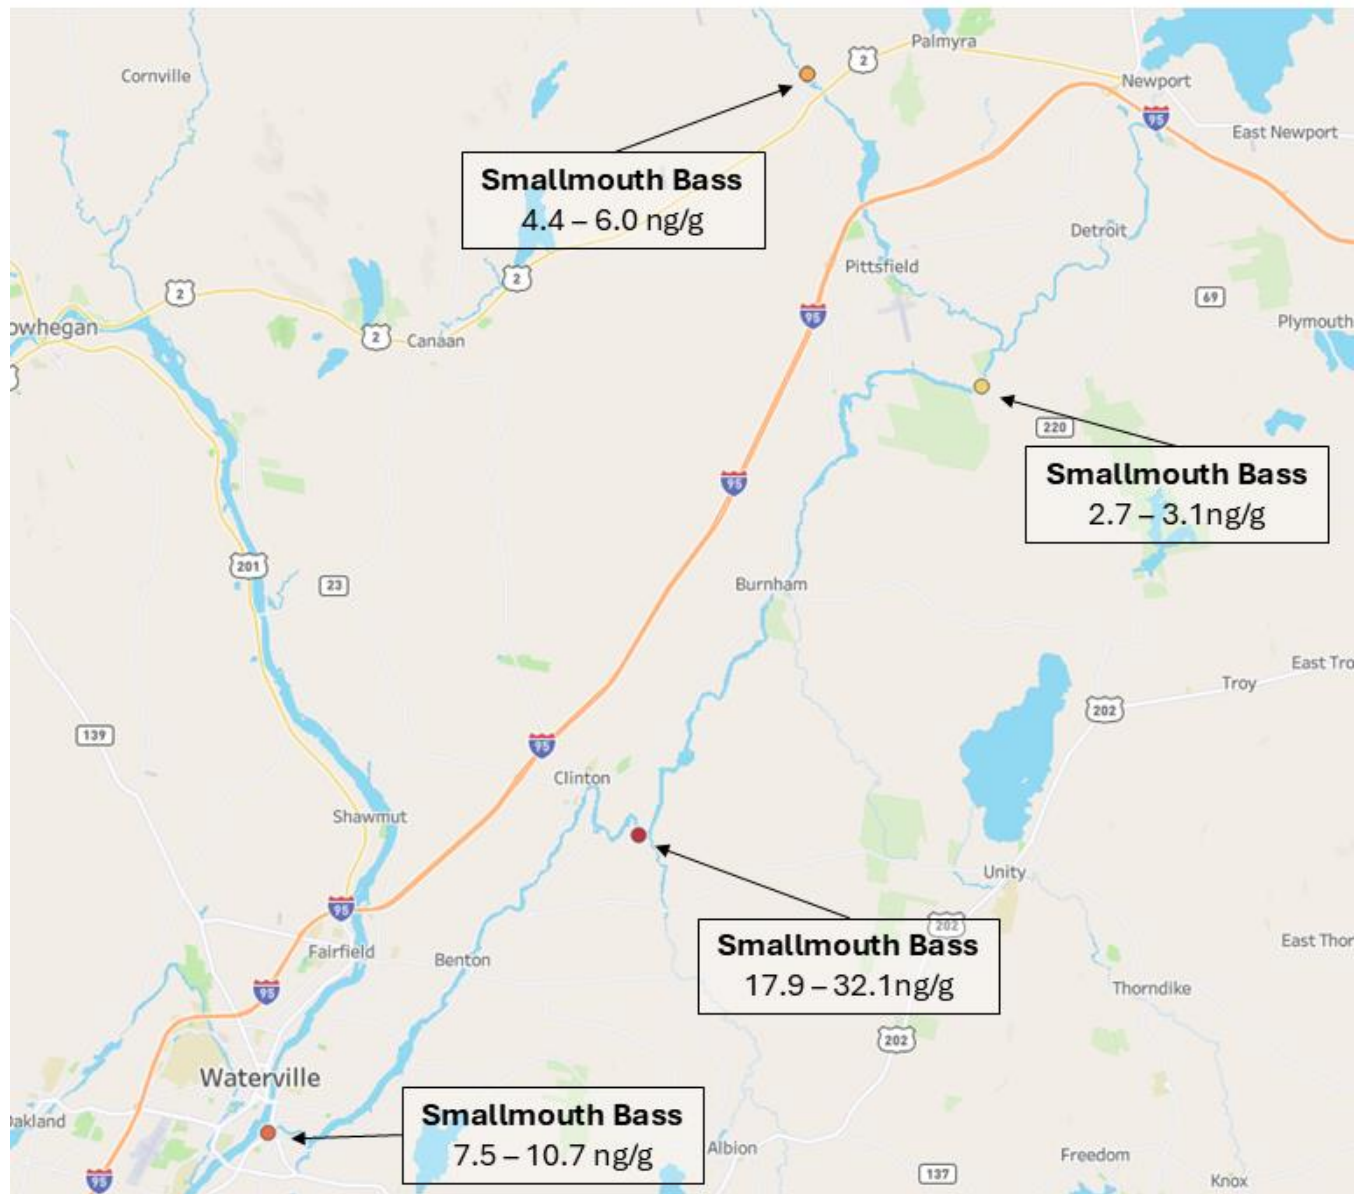 Palmyra
2
Cornville
Newport
95
East Newport
Smallmouth Bass
4.4 – 6.0 ng/g
Detroit
Pittsfield
2
2
69
95
Plymouth
owhegan
2
Canaan
220
Smallmouth Bass
2.7 – 3.1ng/g
95
201
23
Burnham
East Tro
Troy
202
139
95
Clinton
Shawmut
Unity
95
202
Smallmouth Bass
17.9 – 32.1ng/g
East Thor
Fairfield
Benton
95
Thorndike
202
Waterville
Smallmouth Bass
7.5 – 10.7 ng/g
Oakland
Albion
Freedom
95
137
Knox